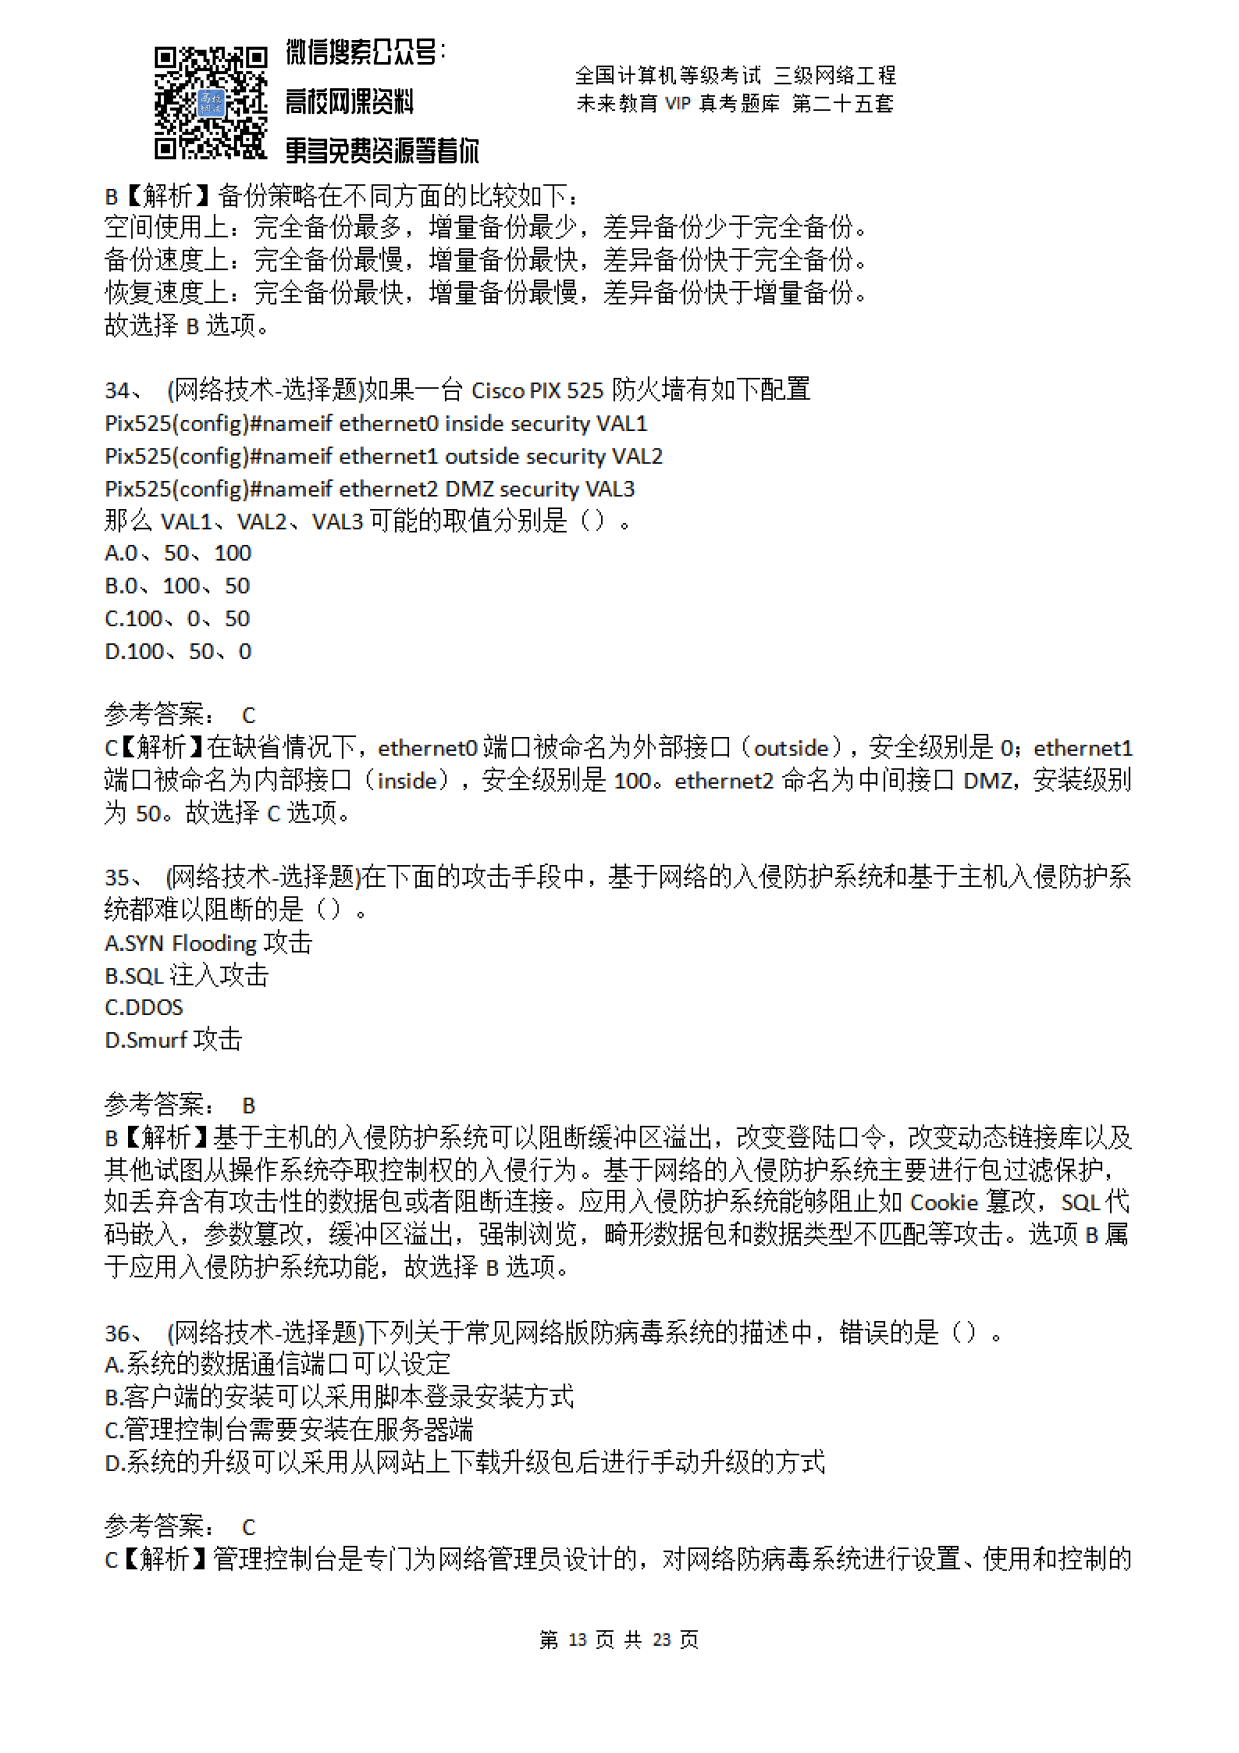 微信搜索公众号：
高校网课资料
更多免费资源等着你
全国计算机等级考试 三级网络工程
未来教育 VIP 真考题库 第二十五套
B【解析】备份策略在不同方面的比较如下：
空间使用上：完全备份最多，增量备份最少，差异备份少于完全备份。
备份速度上：完全备份最慢，增量备份最快，差异备份快于完全备份。
恢复速度上：完全备份最快，增量备份最慢，差异备份快于增量备份。
故选择 B 选项。
34、 (网络技术-选择题)如果一台 Cisco PIX 525 防火墙有如下配置
Pix525(config)#nameif ethernet0 inside security VAL1
Pix525(config)#nameif ethernet1 outside security VAL2
Pix525(config)#nameif ethernet2 DMZ security VAL3
那么 VAL1、VAL2、VAL3 可能的取值分别是（）。
A.0、50、100
B.0、100、50
C.100、0、50
D.100、50、0
参考答案： C
C【解析】在缺省情况下，ethernet0 端口被命名为外部接口（outside），安全级别是 0；ethernet1
端口被命名为内部接口（inside），安全级别是 100。ethernet2 命名为中间接口 DMZ，安装级别
为 50。故选择 C 选项。
35、 (网络技术-选择题)在下面的攻击手段中，基于网络的入侵防护系统和基于主机入侵防护系
统都难以阻断的是（）。
A.SYN Flooding 攻击
B.SQL 注入攻击
C.DDOS
D.Smurf 攻击
参考答案： B
B【解析】基于主机的入侵防护系统可以阻断缓冲区溢出，改变登陆口令，改变动态链接库以及
其他试图从操作系统夺取控制权的入侵行为。基于网络的入侵防护系统主要进行包过滤保护，
如丢弃含有攻击性的数据包或者阻断连接。应用入侵防护系统能够阻止如 Cookie 篡改，SQL 代
码嵌入，参数篡改，缓冲区溢出，强制浏览，畸形数据包和数据类型不匹配等攻击。选项 B 属
于应用入侵防护系统功能，故选择 B 选项。
36、 (网络技术-选择题)下列关于常见网络版防病毒系统的描述中，错误的是（）。
A.系统的数据通信端口可以设定
B.客户端的安装可以采用脚本登录安装方式
C.管理控制台需要安装在服务器端
D.系统的升级可以采用从网站上下载升级包后进行手动升级的方式
参考答案： C
C【解析】管理控制台是专门为网络管理员设计的，对网络防病毒系统进行设置、使用和控制的
第 13 页 共 23 页